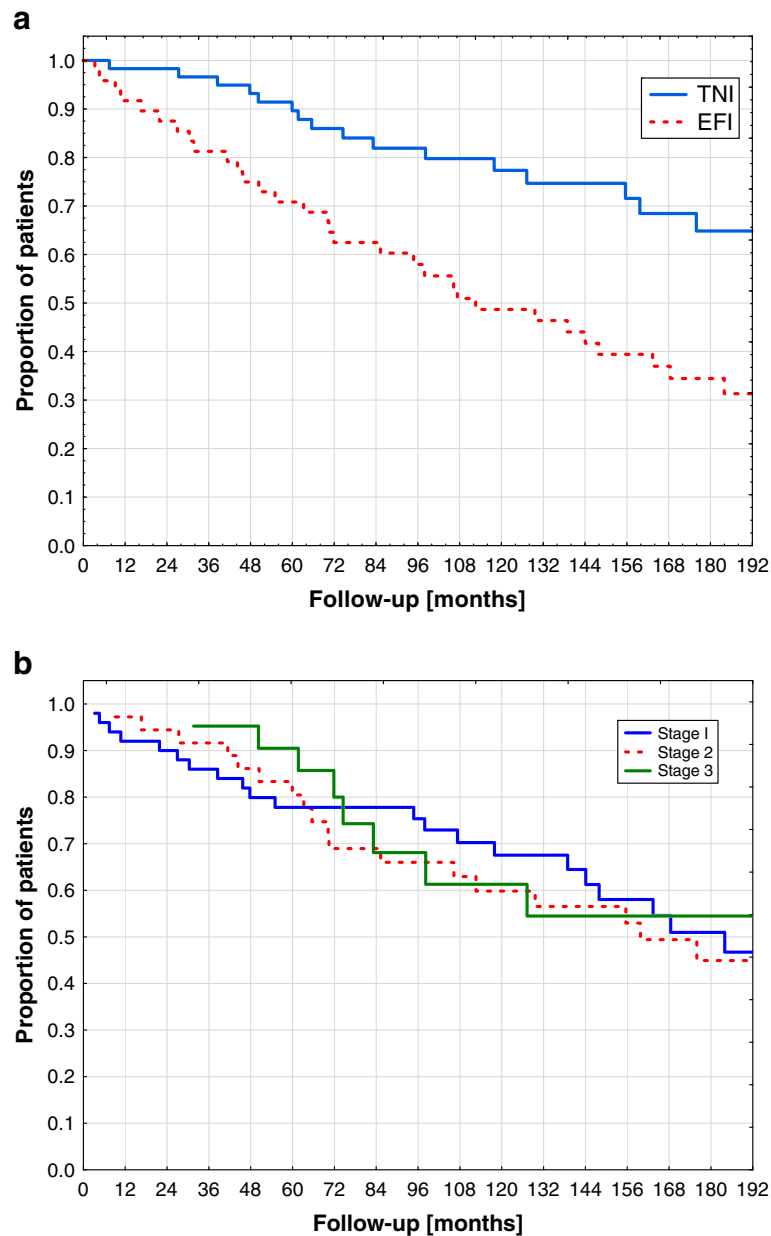 a
1.0
0.9
0.8
0.7
0.6
0.5
0.4
0.3
0.2
0.1
0.0
Proportion of patients
TNI
EFI
0 12 24 36 48 60 72 84 96 108 120 132 144 156 168 180 192
Follow-up [months]
b
1.0
0.9
0.8
0.7
0.6
0.5
0.4
0.3
0.2
0.1
0.0
Proportion of patients
Stage I
Stage 2
Stage 3
0 12 24 36 48 60 72 84 96 108 120 132 144 156 168 180 192
Follow-up [months]